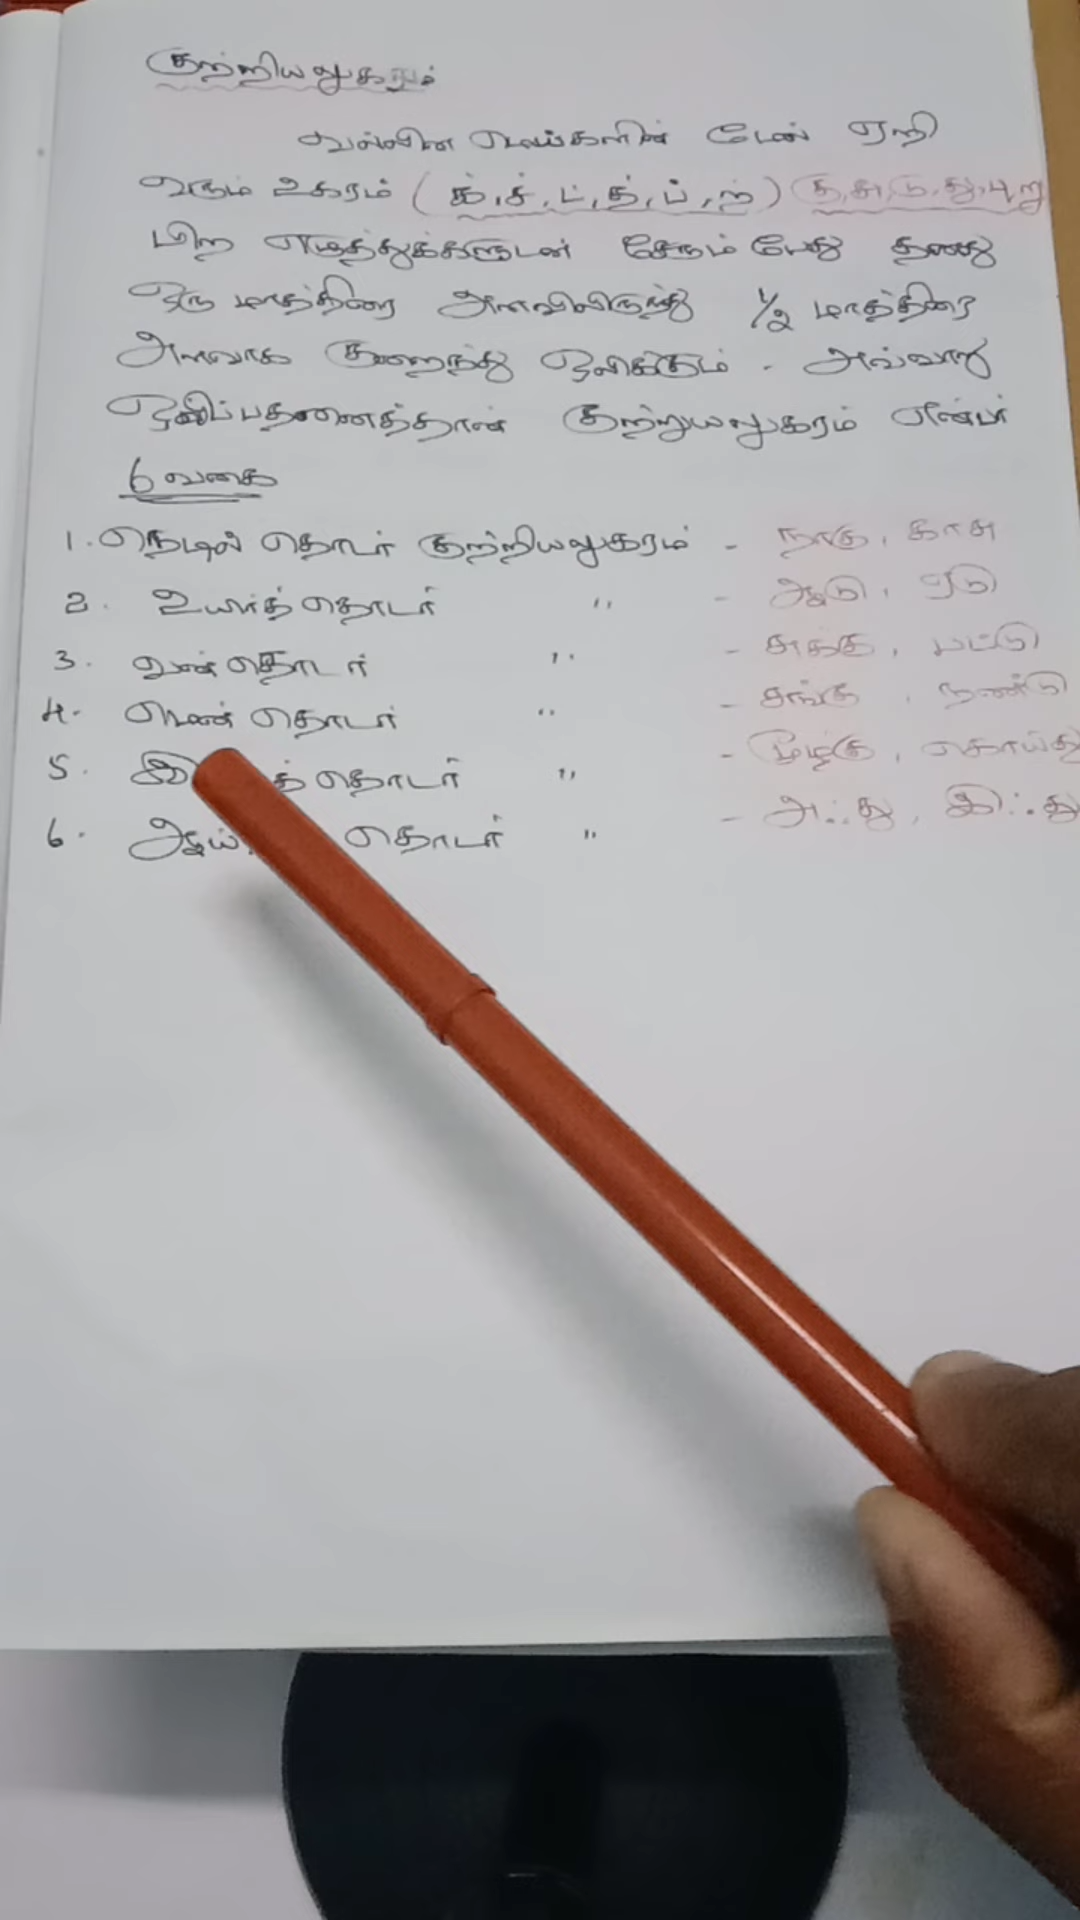 குற்றியலுகரம்
வல்லின மெய்களின் மேல் ஏறி
வரும் உகரம் (க்,ச்,ட்,த்,ப்,ற்) கு,சு,டு,து,பு,று
பிற எழுத்துக்களுடன் சேரும் போது தனது
ஒரு மாத்திரை அளவிலிருந்து 1/2 மாத்திரை
அளவாக குறைந்து ஒலிக்கும். அவ்வாறு
ஒலிப்பதனைத்தான் குற்றியலுகரம் என்பர்
6 வகை
1. நெடில் தொடர் குற்றியலுகரம் - நாகு, காசு
2. உயிர்த் தொடர் " - ஆடு, ஏடு
3. வன் தொடர் " - சுக்கு, பட்டு
4. மென் தொடர் " - சங்கு, நண்டு
5. த் தொடர் " - மூழ்கு, கொய்து
6. தொடர் " - அஃது, இஃது